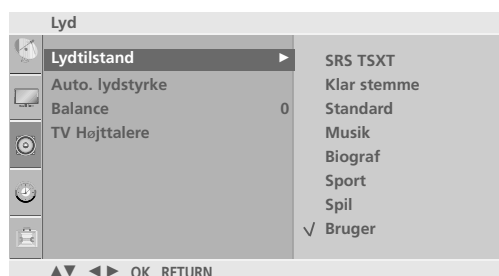 Lyd
Lydtilstand ►
Auto. lydstyrke
Balance 0
TV Højttalere
SRS TSXT
Klar stemme
Standard
Musik
Biograf
Sport
Spil
√ Bruger
▲▼ ◄► OK RETURN